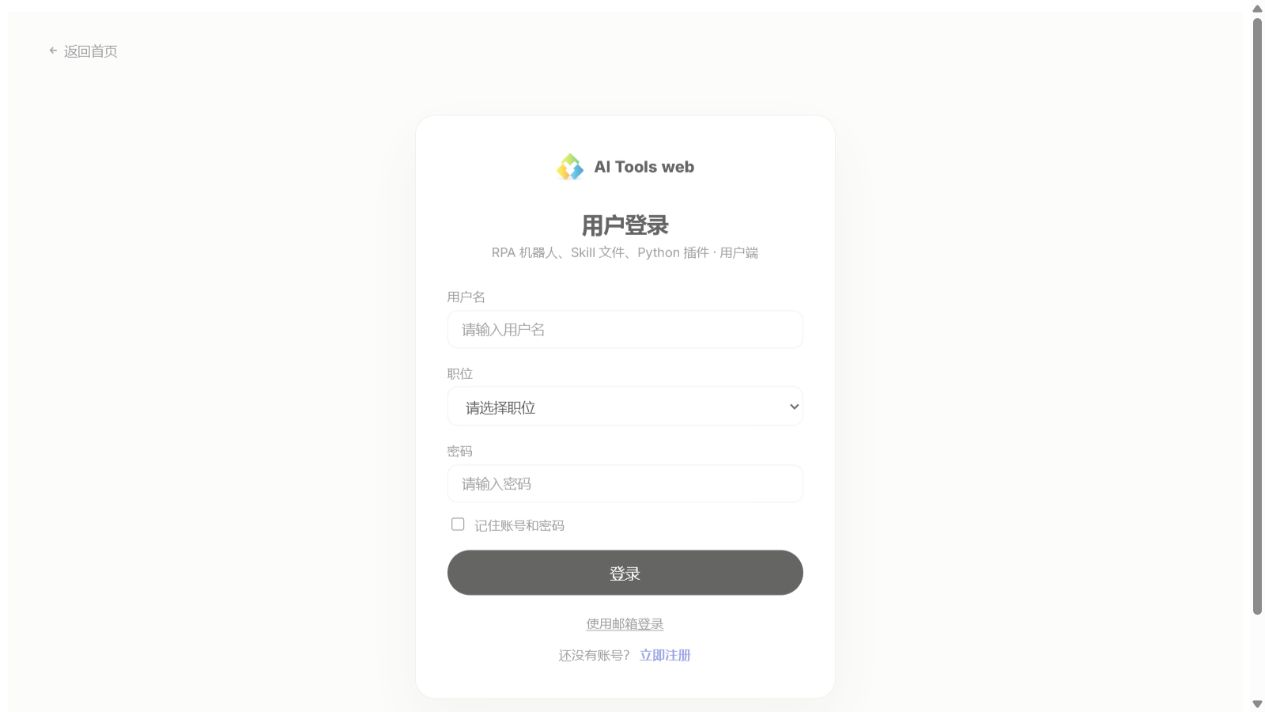 ← 返回首页
AI Tools web
用户登录
RPA 机器人、Skill 文件、Python 插件 · 用户端
用户名
请输入用户名
职位
请选择职位
密码
请输入密码
记住账号和密码
登录
使用邮箱登录
还没有账号? 立即注册